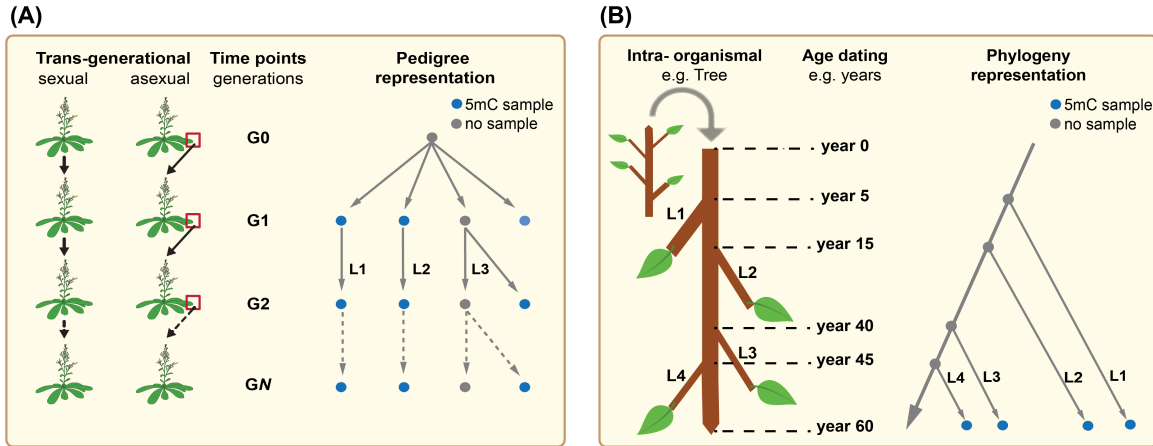 (A)
Trans-generational
sexual
asexual
Time points
generations
Pedigree
representation
5mC sample
no sample
G0
G1
L1
L2
L3
G2
GN
(B)
Intra- organismal
e.g. Tree
Age dating
e.g. years
Phylogeny
representation
5mC sample
no sample
year 0
year 5
L1
year 15
L2
year 40
L3
year 45
L4
year 60
L4
L3
L2
L1